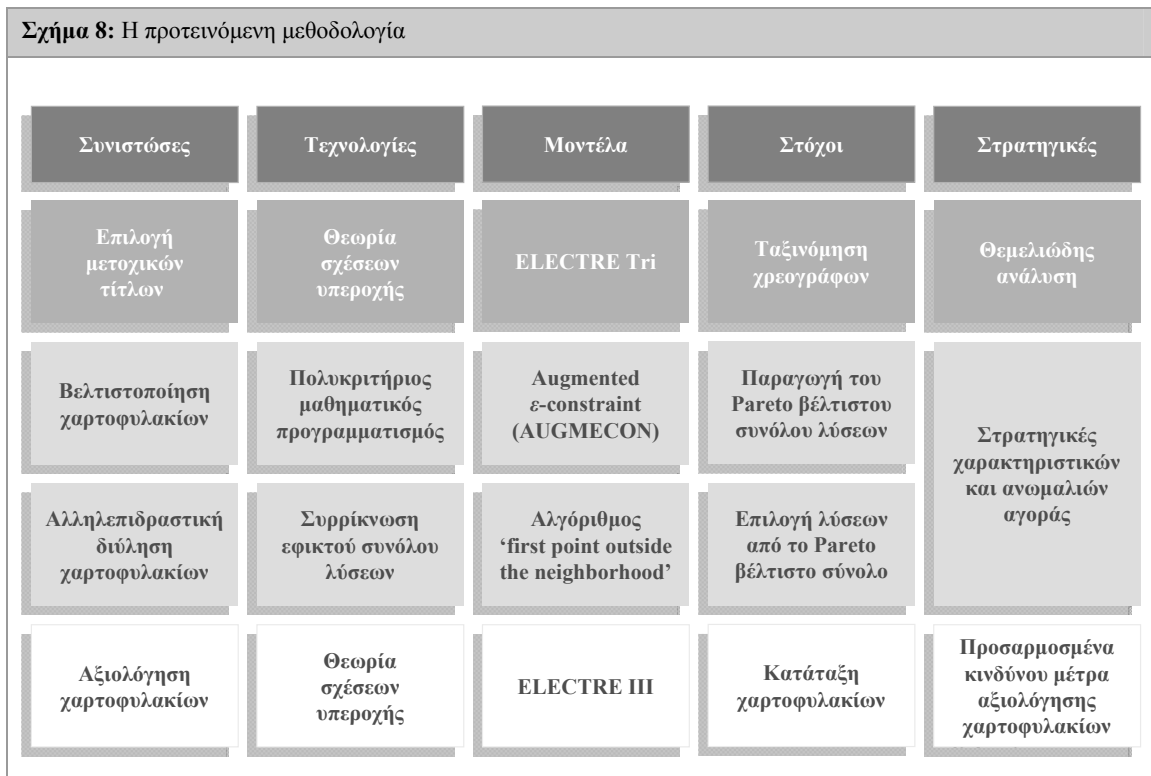 Σχήμα 8: Η προτεινόμενη μεθοδολογία
Συνιστώσες
Τεχνολογίες
Μοντέλα
Στόχοι
Στρατηγικές
Επιλογή
μετοχικών
τίτλων
Θεωρία
σχέσεων
υπεροχής
ELECTRE Tri
Ταξινόμηση
χρεογράφων
Θεμελιώδης
ανάλυση
Βελτιστοποίηση
χαρτοφυλακίων
Πολυκριτήριος
μαθηματικός
προγραμματισμός
Augmented
ε-constraint
(AUGMECON)
Παραγωγή του
Pareto βέλτιστου
συνόλου λύσεων
Στρατηγικές
χαρακτηριστικών
και ανωμαλιών
αγοράς
Αλληλεπιδραστική
διύληση
χαρτοφυλακίων
Συρρίκνωση
εφικτού συνόλου
λύσεων
Αλγόριθμος
‘first point outside
the neighborhood’
Επιλογή λύσεων
από το Pareto
βέλτιστο σύνολο
Αξιολόγηση
χαρτοφυλακίων
Θεωρία
σχέσεων
υπεροχής
ELECTRE III
Κατάταξη
χαρτοφυλακίων
Προσαρμοσμένα
κινδύνου μέτρα
αξιολόγησης
χαρτοφυλακίων